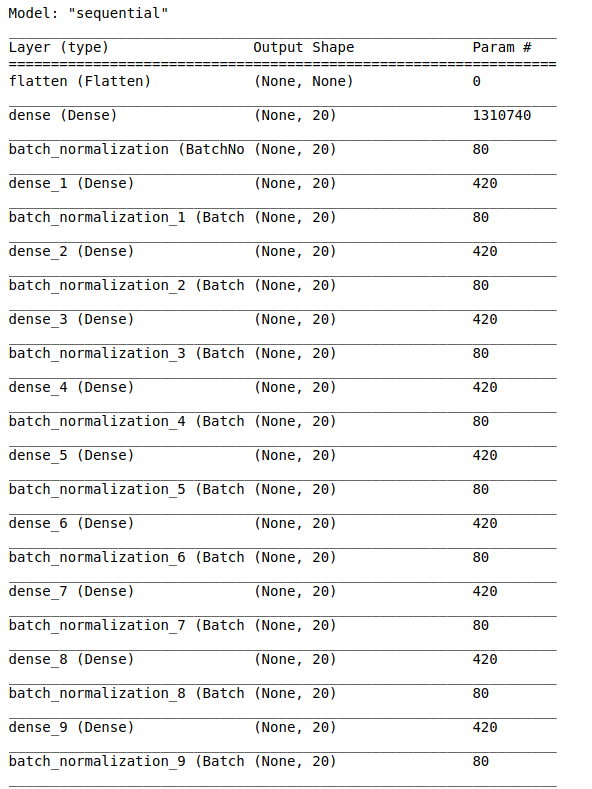 Model: "sequential"
_________________________________________________________________
Layer (type)                 Output Shape              Param #
=================================================================
flatten (Flatten)            (None, None)              0
_________________________________________________________________
dense (Dense)                (None, 20)                1310740
_________________________________________________________________
batch_normalization (BatchNo (None, 20)                80
_________________________________________________________________
dense_1 (Dense)              (None, 20)                420
_________________________________________________________________
batch_normalization_1 (Batch (None, 20)                80
_________________________________________________________________
dense_2 (Dense)              (None, 20)                420
_________________________________________________________________
batch_normalization_2 (Batch (None, 20)                80
_________________________________________________________________
dense_3 (Dense)              (None, 20)                420
_________________________________________________________________
batch_normalization_3 (Batch (None, 20)                80
_________________________________________________________________
dense_4 (Dense)              (None, 20)                420
_________________________________________________________________
batch_normalization_4 (Batch (None, 20)                80
_________________________________________________________________
dense_5 (Dense)              (None, 20)                420
_________________________________________________________________
batch_normalization_5 (Batch (None, 20)                80
_________________________________________________________________
dense_6 (Dense)              (None, 20)                420
_________________________________________________________________
batch_normalization_6 (Batch (None, 20)                80
_________________________________________________________________
dense_7 (Dense)              (None, 20)                420
_________________________________________________________________
batch_normalization_7 (Batch (None, 20)                80
_________________________________________________________________
dense_8 (Dense)              (None, 20)                420
_________________________________________________________________
batch_normalization_8 (Batch (None, 20)                80
_________________________________________________________________
dense_9 (Dense)              (None, 20)                420
_________________________________________________________________
batch_normalization_9 (Batch (None, 20)                80
_________________________________________________________________